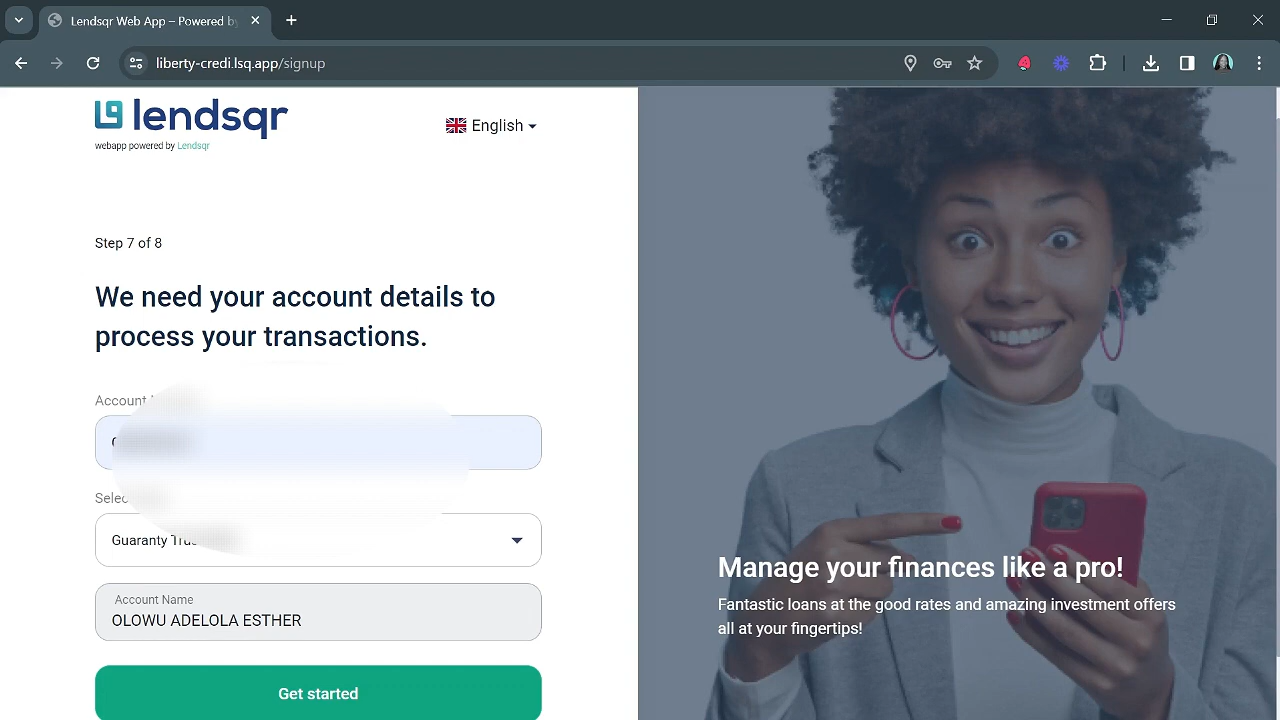 Lendsqr Web App – Powered by
liberty-credi.lsq.app/signup
lendsqr
webapp powered by Lendsqr
English
Step 7 of 8
We need your account details to
process your transactions.
Account
Guaranty
Account Name
OLOWU ADELOLA ESTHER
Get started
Manage your finances like a pro!
Fantastic loans at the good rates and amazing investment offers
all at your fingertips!